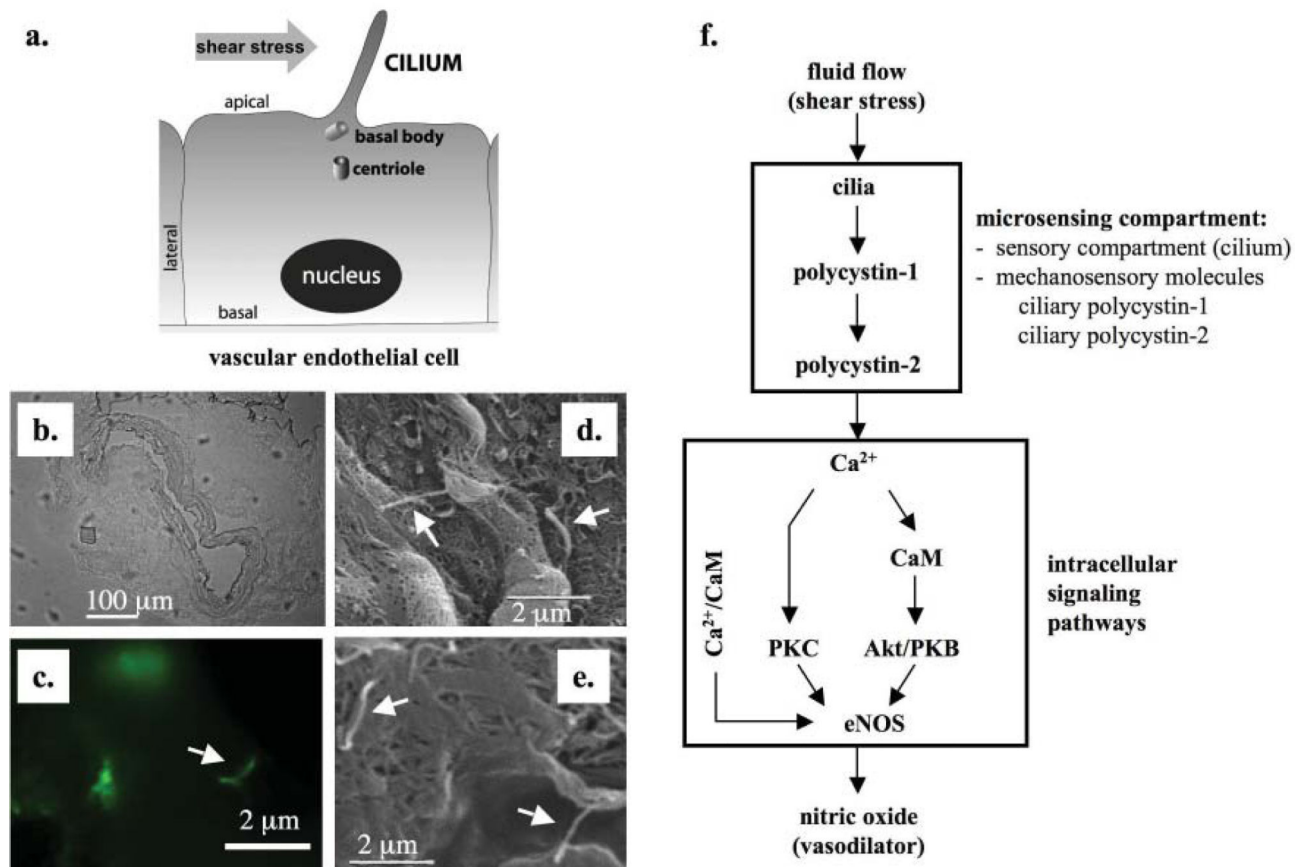 a.
shear stress
CILIUM
apical
basal body
centriole
lateral
nucleus
basal
vascular endothelial cell
b.
100 μm
d.
2 μm
c.
2 μm
e.
2 μm
f.
fluid flow
(shear stress)
cilia
polycystin-1
polycystin-2
microsensing compartment:
- sensory compartment (cilium)
- mechanosensory molecules
ciliary polycystin-1
ciliary polycystin-2
Ca²⁺
CaM
Ca²⁺/CaM
PKC
Akt/PKB
eNOS
intracellular
signaling
pathways
nitric oxide
(vasodilator)